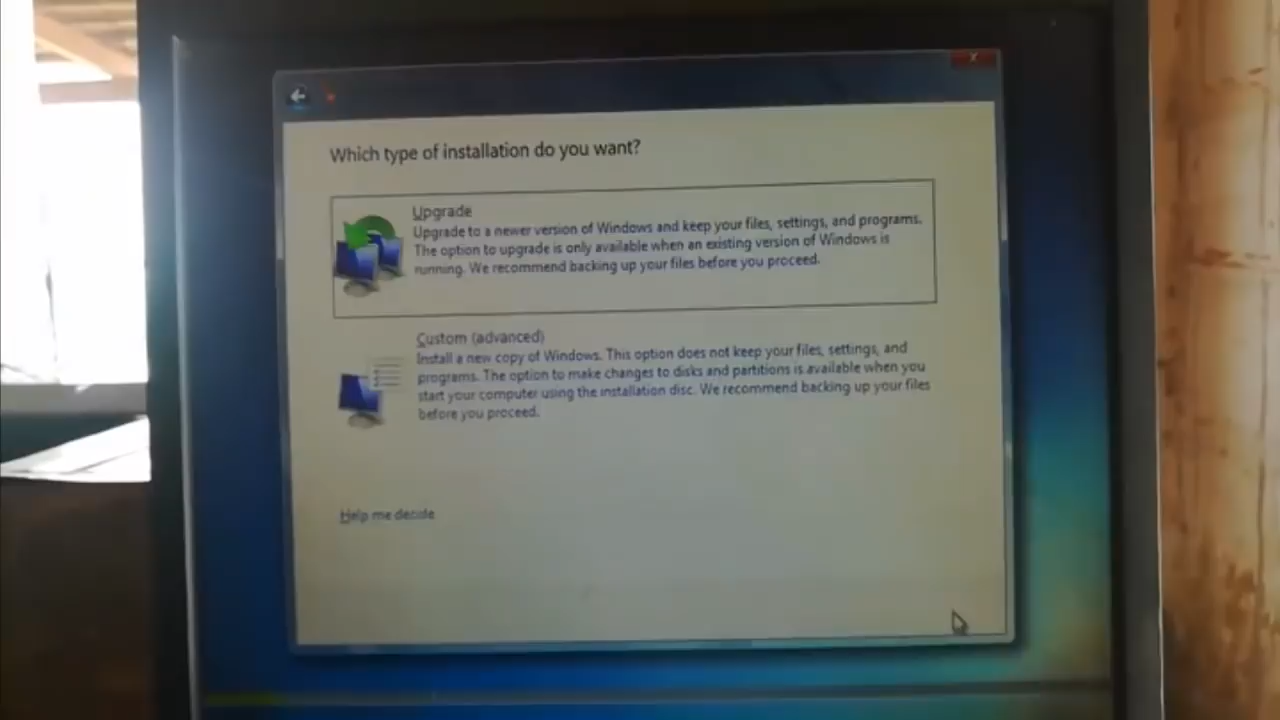 Which type of installation do you want?
Upgrade
Upgrade to a newer version of Windows and keep your files, settings, and programs.
The option to upgrade is only available when an existing version of Windows is
running. We recommend backing up your files before you proceed.
Custom (advanced)
Install a new copy of Windows. This option does not keep your files, settings, and
programs. The option to make changes to disks and partitions is available when you
start your computer using the installation disc. We recommend backing up your files
before you proceed.
Help me decide